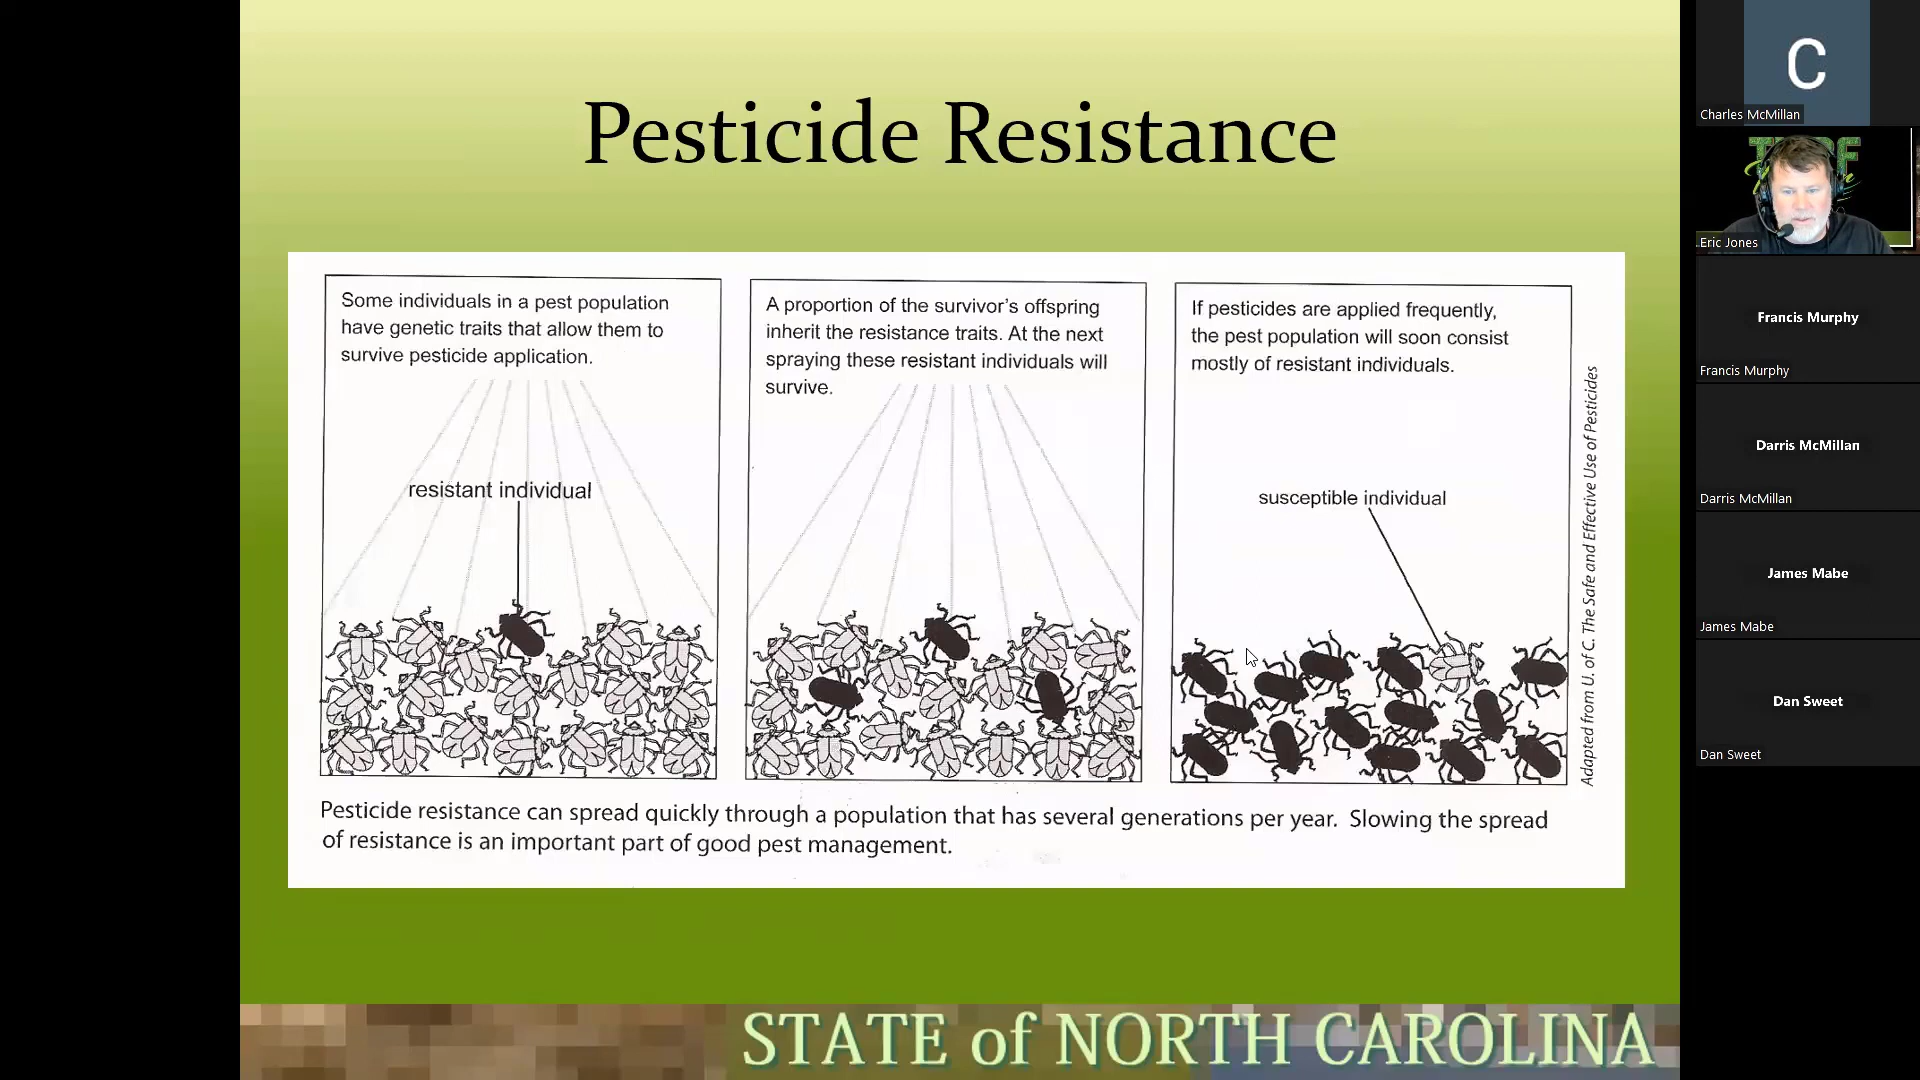 Pesticide Resistance
Some individuals in a pest population
have genetic traits that allow them to
survive pesticide application.
resistant individual
A proportion of the survivor's offspring
inherit the resistance traits. At the next
spraying these resistant individuals will
survive.
If pesticides are applied frequently,
the pest population will soon consist
mostly of resistant individuals.
susceptible individual
Adapted from U. of C. The Safe and Effective Use of Pesticides
Pesticide resistance can spread quickly through a population that has several generations per year. Slowing the spread
of resistance is an important part of good pest management.
STATE of NORTH CAROLINA
C
Charles McMillan
Eric Jones
Francis Murphy
Francis Murphy
Darris McMillan
Darris McMillan
James Mabe
James Mabe
Dan Sweet
Dan Sweet